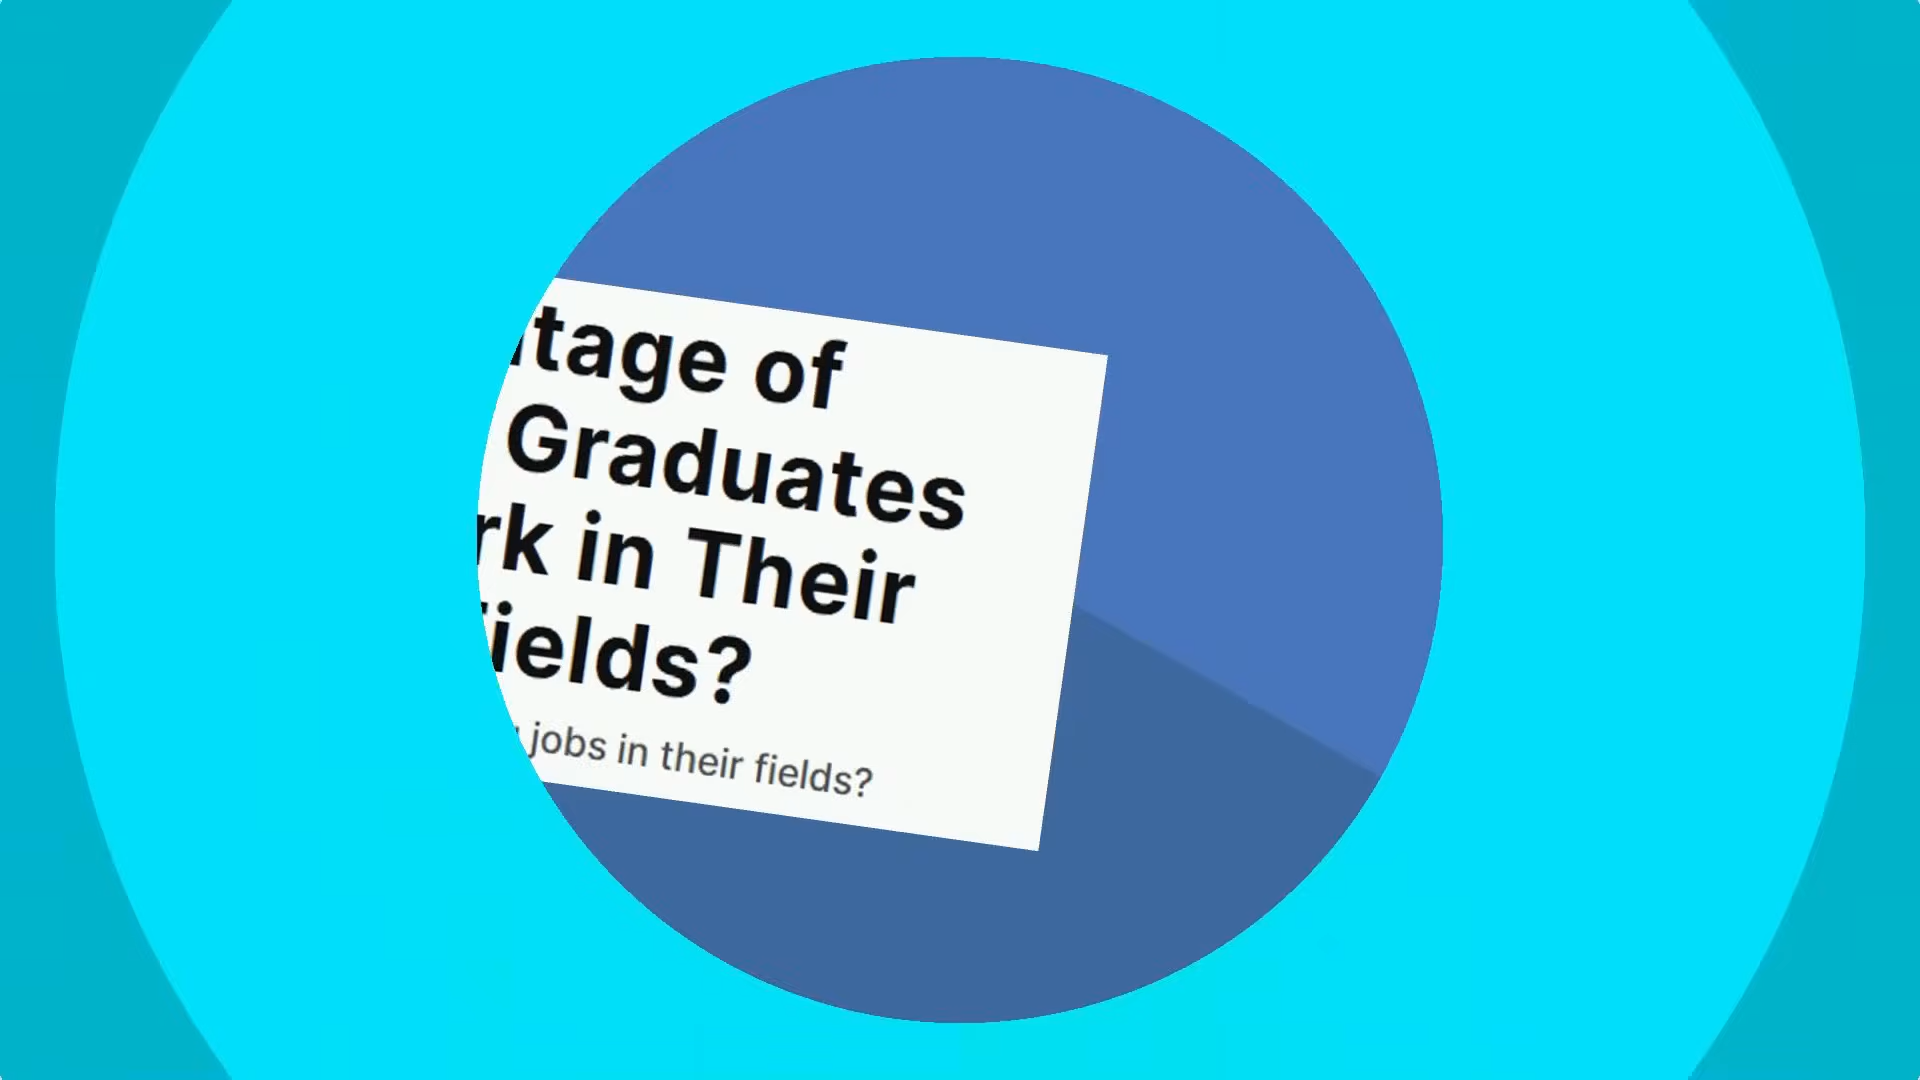 tage of
Graduates
rk in Their
ields?
jobs in their fields?